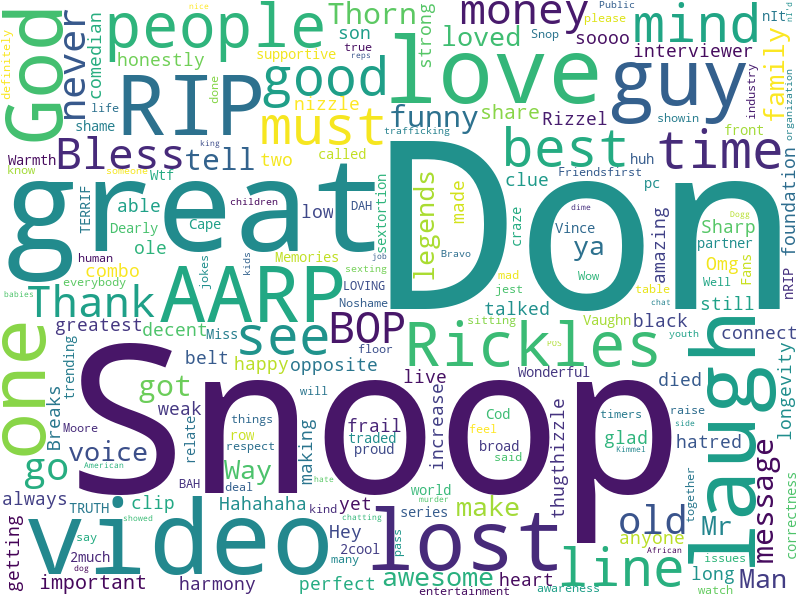 God
definitely
never
comedian
people
honestly
nice
Thorn
supportive
son
true
reps
strong
loved
money
soooo
interviewer
Snop
Public
please
mind
family
nI'd
industry
organization
RIP
good
nizzle
done
life
shame
king
must
love
funny
share
trafficking
Rizzel
guy
showin
front
Bless
tell
two
called
best
time
Warmth
know
someone
Wtf
clue
huh
Friendsfirst
pc
foundation
great
Don
TERRIF
able
Dearly
ole
Cape
children
low
DAH
sextortion
legends
made
craze
Vince
ya
dime
amazing
Sharp
partner
Dogg
Omg
Well
Fans
human
combo
everybody
Memories
jokes
kids
job
sexting
LOVING
Noshame
Bravo
mad
jest
Wow
table
chat
still
nRIP
babies
Thank
AARP
one
greatest
decent
Miss
see
BOP
floor
talked
sitting
Vaughn
black
youth
connect
trending
Breaks
belt
happy
opposite
Rickles
PUS
Wonderful
died
laugh
longevity
Snoop
got
weak
will
live
increase
Cod
timers
raise
side
voice
Moore
relate
things
row
respect
frail
traded
proud
feel
broad
said
glad
Kimmel
hatred
go
American
Way
deal
making
hate
thugthizzle
world
murder
together
message
correctness
always
TRUTH
BAH
clip
Hahahaha
kind
yet
series
make
old
Mr
anyone
video
showed
say
Hey
chatting
lost
2cool
many
pass
African
issues
getting
2much
dog
important
harmony
perfect
awesome
heart
entertainment
awareness
line
long
watch
Man